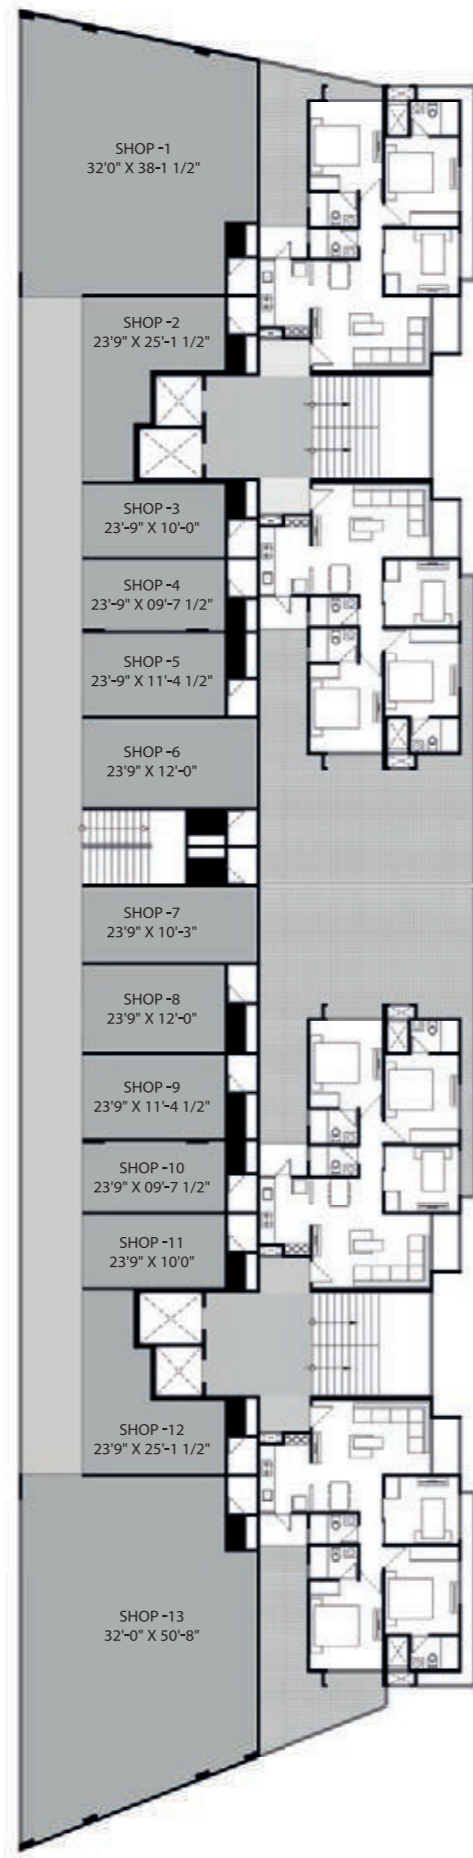 SHOP -1
32'0" X 38-1 1/2"
SHOP -2
23'9" X 25'-1 1/2"
SHOP -3
23'-9" X 10'-0"
SHOP -4
23'-9" X 09'-7 1/2"
SHOP -5
23'-9" X 11'-4 1/2"
SHOP -6
23'9" X 12'-0"
SHOP -7
23'9" X 10'-3"
SHOP -8
23'9" X 12'-0"
SHOP -9
23'9" X 11'-4 1/2"
SHOP -10
23'9" X 09'-7 1/2"
SHOP -11
23'9" X 10'0"
SHOP -12
23'9" X 25'-1 1/2"
SHOP -13
32'-0" X 50'-8"